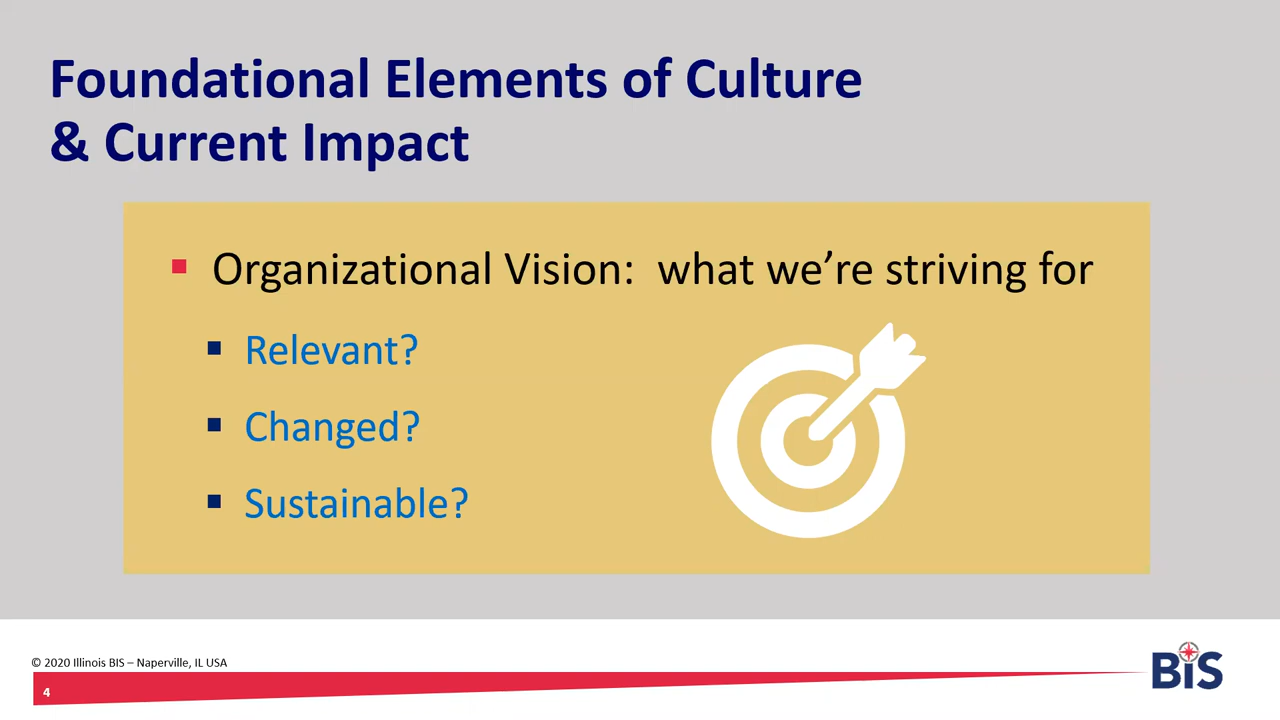 Foundational Elements of Culture
& Current Impact
Organizational Vision:  what we’re striving for
Relevant?
Changed?
Sustainable?
© 2020 Illinois BIS – Naperville, IL USA
4
BiS